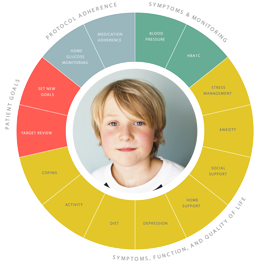 PROTOCOL ADHERENCE
SYMPTOMS & MONITORING
MEDICATION
ADHERENCE
BLOOD
PRESSURE
HOME
GLUCOSE
MONITORING
HBA1C
PATIENT GOALS
SET NEW
GOALS
STRESS
MANAGEMENT
TARGET REVIEW
ANXIETY
COPING
SOCIAL
SUPPORT
ACTIVITY
HOME
SUPPORT
DIET
DEPRESSION
SYMPTOMS, FUNCTION, AND QUALITY OF LIFE